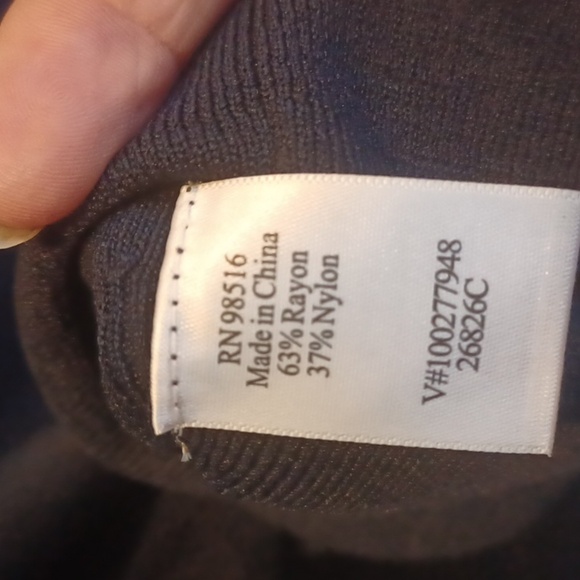 RN 98516
Made in China
63% Rayon
37% Nylon
V#100277948
26826C